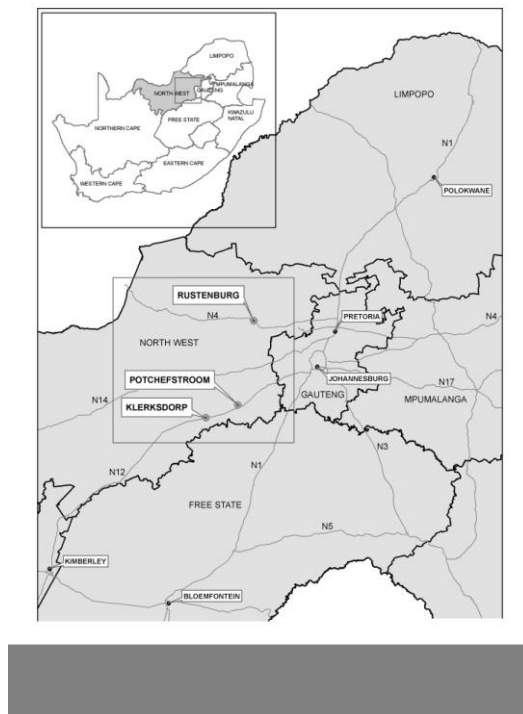 LIMPOPO
MPUMALANGA
NORTH WEST
GAUTENG
KWAZULU
NATAL
FREE STATE
NORTHERN CAPE
EASTERN CAPE
WESTERN CAPE
LIMPOPO
N1
POLOKWANE
RUSTENBURG
N4
PRETORIA
N4
NORTH WEST
POTCHEFSTROOM
JOHANNESBURG
N17
GAUTENG
MPUMALANGA
N14
KLERKSDORP
N3
N12
N1
FREE STATE
N5
KIMBERLEY
BLOEMFONTEIN